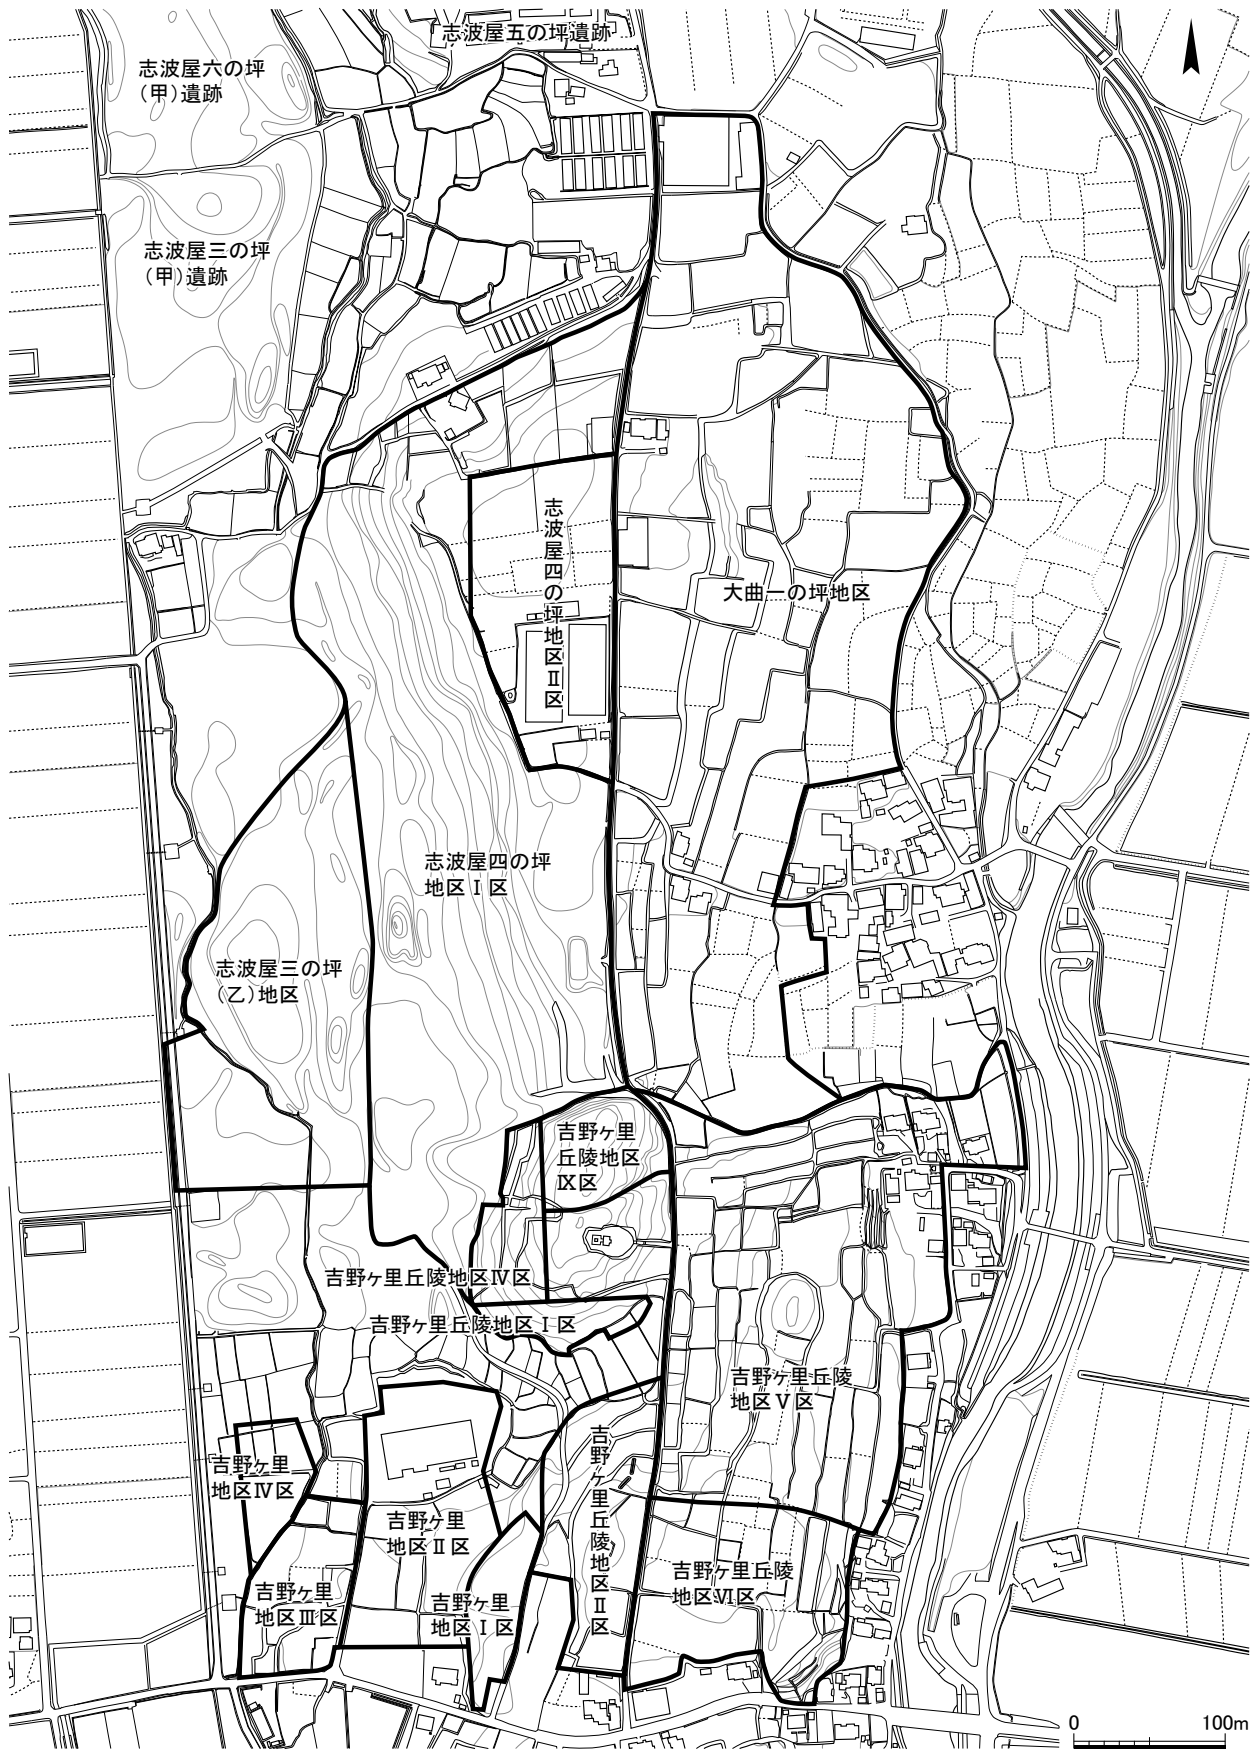 志波屋五の坪遺跡
志波屋六の坪
(甲)遺跡
志波屋三の坪
(甲)遺跡
志波屋四の坪地区Ⅱ区
大曲一の坪地区
志波屋四の坪
地区Ⅰ区
志波屋三の坪
(乙)地区
吉野ヶ里
丘陵地区
Ⅸ区
吉野ヶ里丘陵地区Ⅳ区
吉野ヶ里丘陵地区Ⅰ区
吉野ヶ里丘陵
地区Ⅴ区
吉野ヶ里丘陵地区Ⅱ区
吉野ヶ里
地区Ⅳ区
吉野ヶ里
地区Ⅱ区
吉野ヶ里丘陵
地区Ⅵ区
吉野ヶ里
地区Ⅲ区
吉野ヶ里
地区Ⅰ区
0 100m